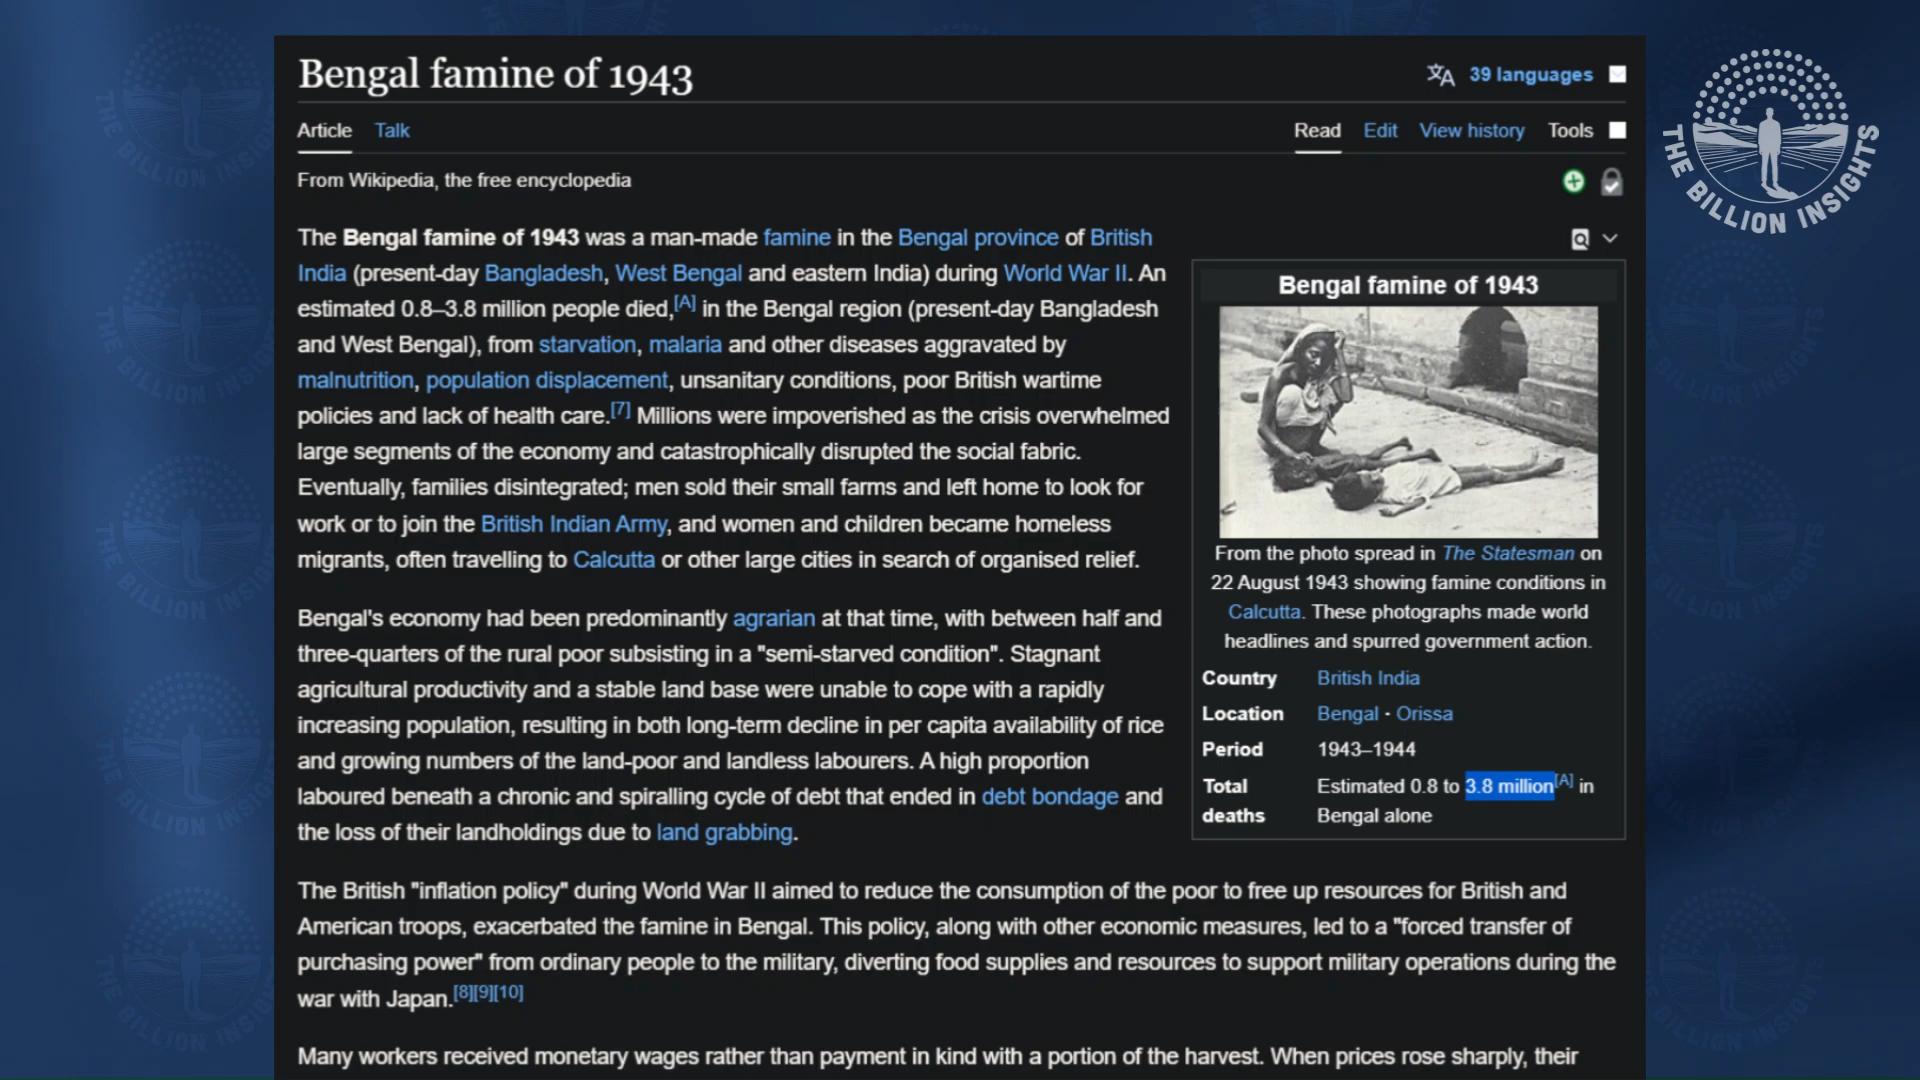 Bengal famine of 1943
39 languages
Article Talk
Read Edit View history Tools
From Wikipedia, the free encyclopedia
The Bengal famine of 1943 was a man-made famine in the Bengal province of British
India (present-day Bangladesh, West Bengal and eastern India) during World War II. An
estimated 0.8–3.8 million people died,[A] in the Bengal region (present-day Bangladesh
and West Bengal), from starvation, malaria and other diseases aggravated by
malnutrition, population displacement, unsanitary conditions, poor British wartime
policies and lack of health care.[7] Millions were impoverished as the crisis overwhelmed
large segments of the economy and catastrophically disrupted the social fabric.
Eventually, families disintegrated; men sold their small farms and left home to look for
work or to join the British Indian Army, and women and children became homeless
migrants, often travelling to Calcutta or other large cities in search of organised relief.
Bengal's economy had been predominantly agrarian at that time, with between half and
three-quarters of the rural poor subsisting in a "semi-starved condition". Stagnant
agricultural productivity and a stable land base were unable to cope with a rapidly
increasing population, resulting in both long-term decline in per capita availability of rice
and growing numbers of the land-poor and landless labourers. A high proportion
laboured beneath a chronic and spiralling cycle of debt that ended in debt bondage and
the loss of their landholdings due to land grabbing.
Bengal famine of 1943
From the photo spread in The Statesman on
22 August 1943 showing famine conditions in
Calcutta. These photographs made world
headlines and spurred government action.
Country British India
Location Bengal · Orissa
Period 1943–1944
Total Estimated 0.8 to 3.8 million[A] in
deaths Bengal alone
The British "inflation policy" during World War II aimed to reduce the consumption of the poor to free up resources for British and
American troops, exacerbated the famine in Bengal. This policy, along with other economic measures, led to a "forced transfer of
purchasing power" from ordinary people to the military, diverting food supplies and resources to support military operations during the
war with Japan.[8][9][10]
Many workers received monetary wages rather than payment in kind with a portion of the harvest. When prices rose sharply, their
THE BILLION INSIGHTS